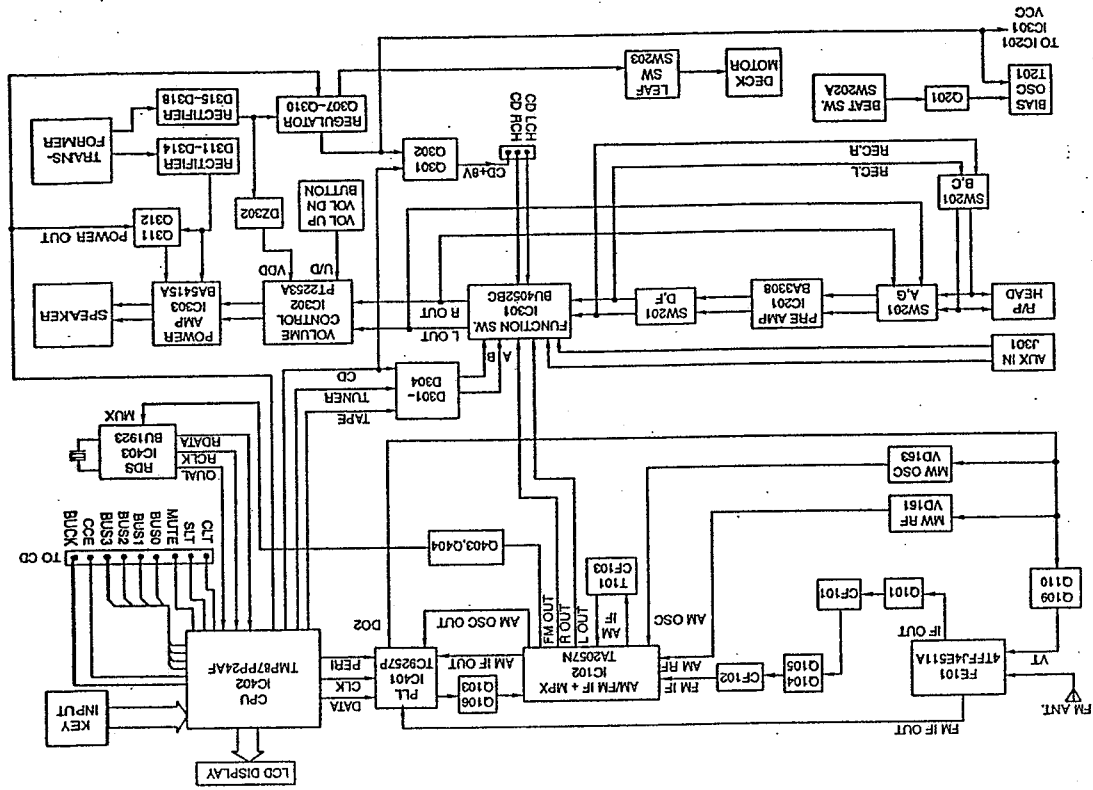 LCD DISPLAY
FM IF OUT
FM ANT.
FE101
4TFFJ4E511A
VT
IF OUT
Q109
Q110
Q101
CF101
Q104
Q105
CF102
FM IF
AM RF
AM OSC
AM/FM IF + MPX
IC102
TA2057N
AM IF OUT
AM OSC OUT
AM
IF
L OUT
R OUT
FM OUT
T101
CF103
Q106
Q103
PLL
IC401
TC9257P
DO2
DATA
CLK
PERI
CPU
IC402
TMP87PP24AF
KEY
INPUT
MW RF
VD161
MW OSC
VD163
Q403,Q404
CLT
SLT
MUTE
BUS0
BUS1
BUS2
BUS3
CCE
BUCK
TO CD
QUAL
RCLK
RDATA
RDS
IC403
BU1923
MUX
TAPE
TUNER
CD
D301-
D304
A
B
AUX IN
J301
R/P
HEAD
SW201
A,G
PRE AMP
IC201
BA3308
SW201
D,F
FUNCTION SW.
IC301
BU4052BC
L OUT
R OUT
VOLUME
CONTROL
IC302
PT2253A
U/D
VDD
POWER
AMP
IC303
BA5415A
SPEAKER
SW201
B,C
REC.L
REC.R
VOL UP
VOL DN
BUTTON
DZ302
Q311
Q312
POWER OUT
CD LCH
CD RCH
CD+8V
Q301
Q302
RECTIFIER
D311-D314
TRANS-
FORMER
BIAS
OSC
T201
Q201
BEAT SW.
SW202A
DECK
MOTOR
LEAF
SW
SW203
REGULATOR
Q307-Q310
RECTIFIER
D315-D318
TO IC201
IC301
VCC